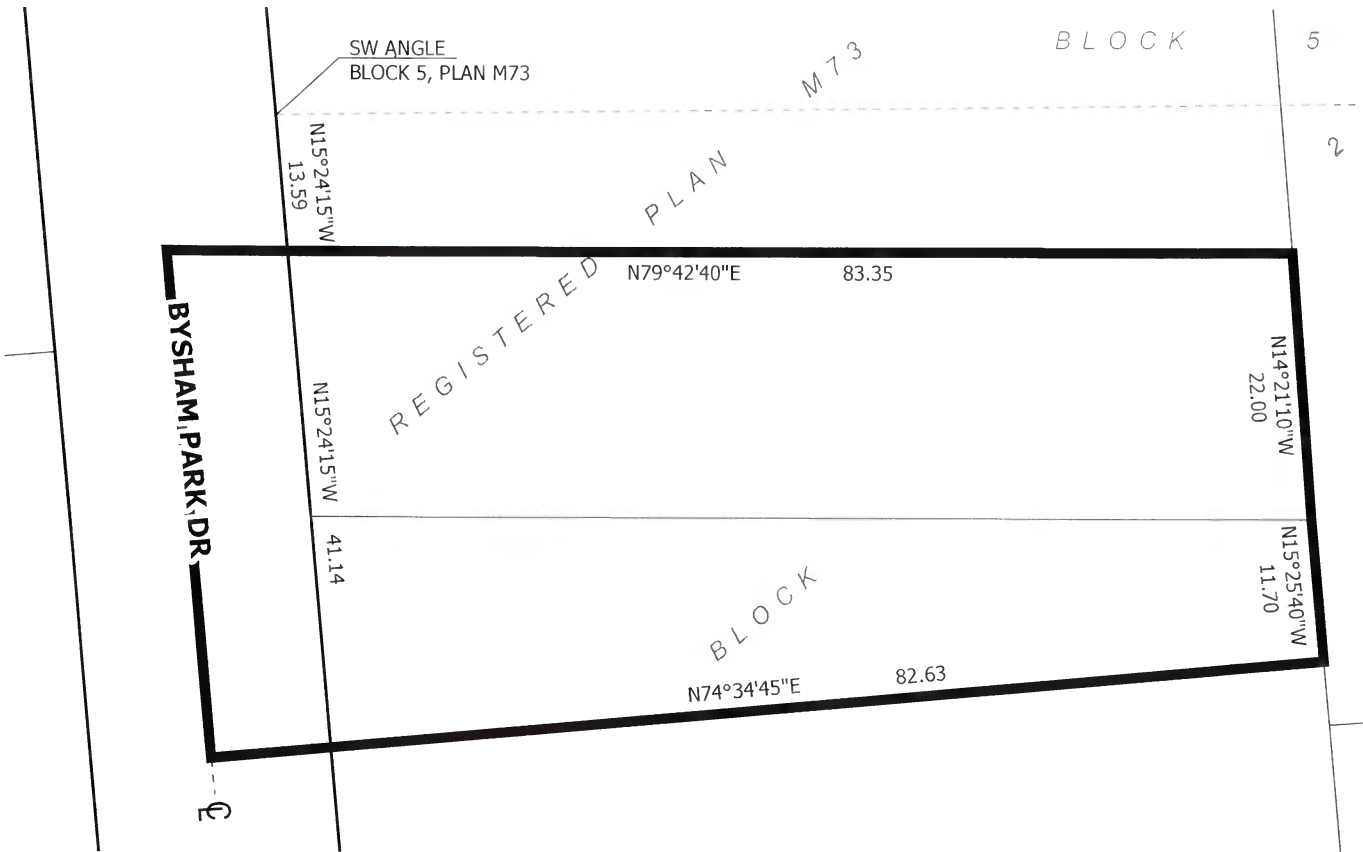 SW ANGLE
BLOCK 5, PLAN M73
BLOCK 5
REGISTERED PLAN M73
2
N15°24'15"W
13.59
N79°42'40"E 83.35
BYSHAM PARK DR
N15°24'15"W
41.14
N14°21'10"W
22.00
N15°25'40"W
11.70
BLOCK
N74°34'45"E 82.63
℄